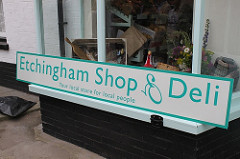 Etchingham Shop & Deli
Your local store for local people